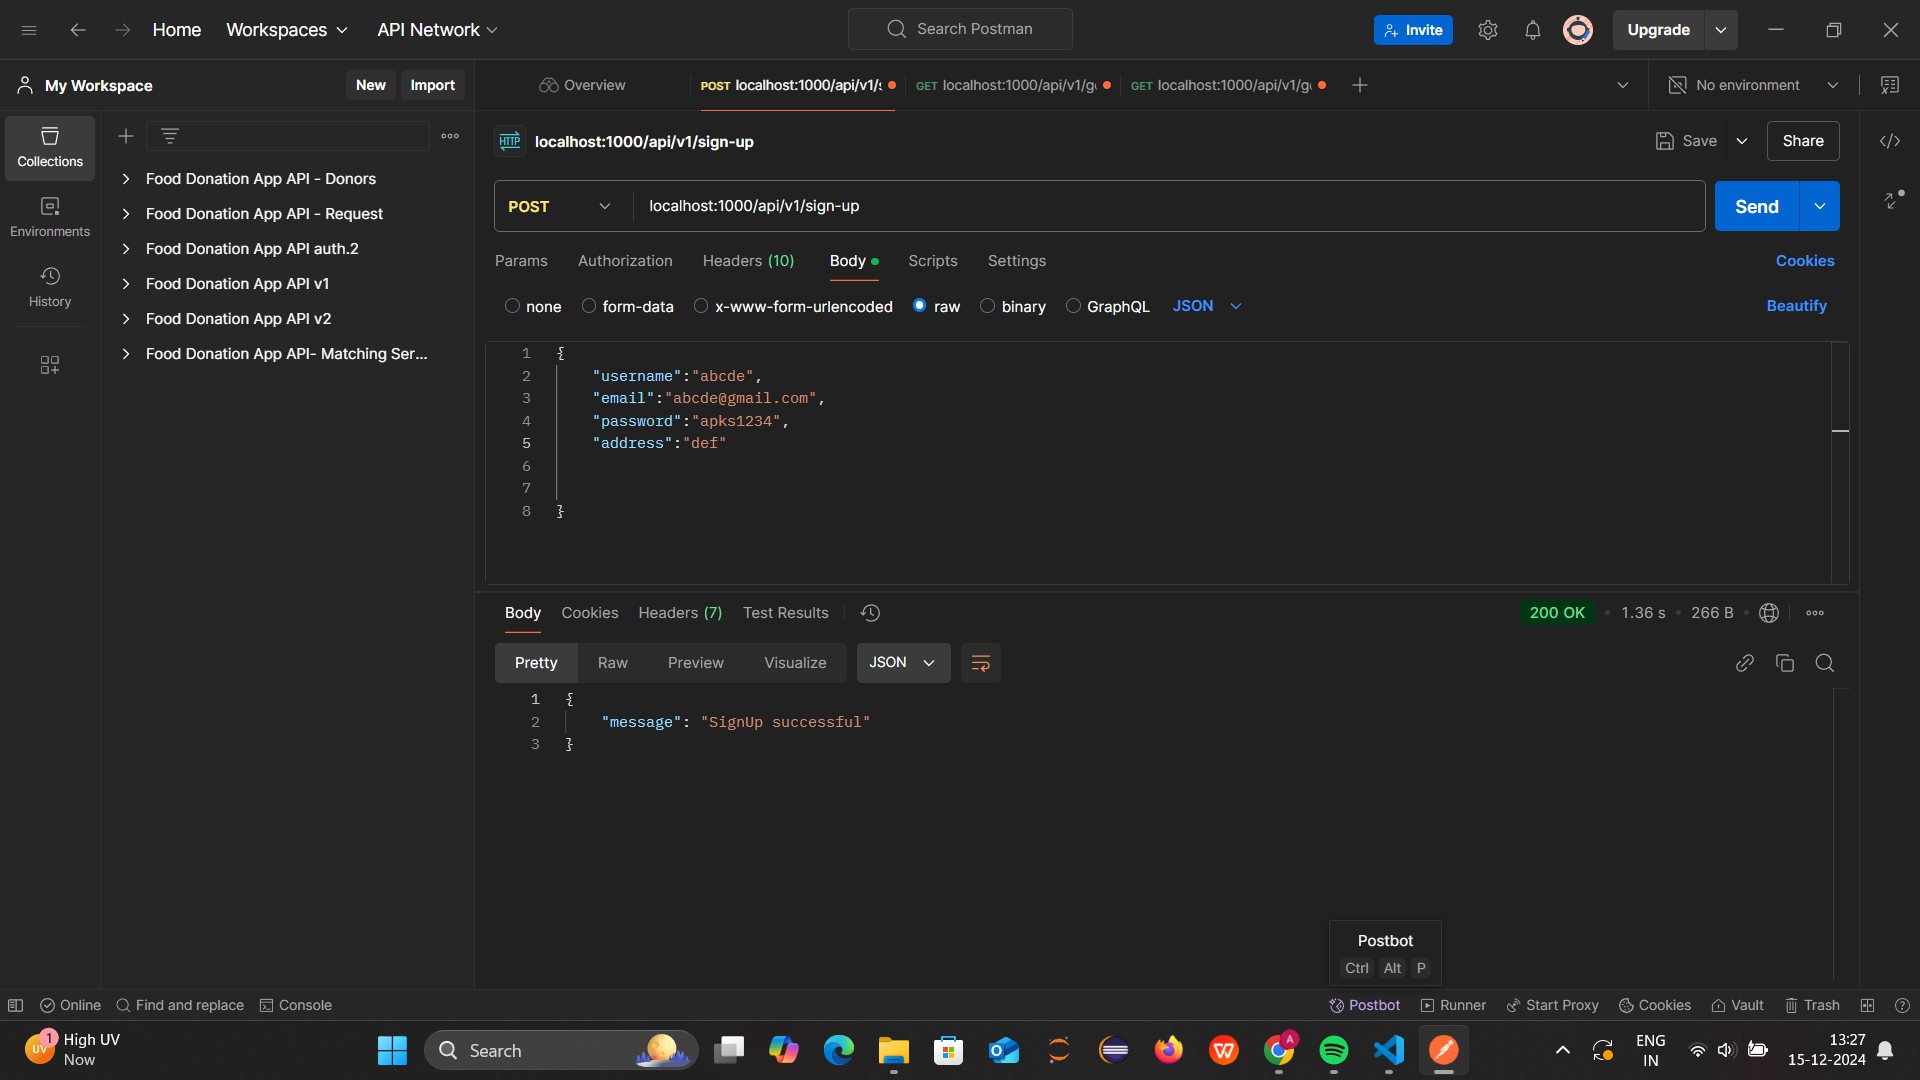 Home Workspaces API Network Search Postman Invite Upgrade
My Workspace New Import Overview POST localhost:1000/api/v1/s GET localhost:1000/api/v1/g GET localhost:1000/api/v1/g No environment
Collections
Environments
History
Food Donation App API - Donors
Food Donation App API - Request
Food Donation App API auth.2
Food Donation App API v1
Food Donation App API v2
Food Donation App API- Matching Ser...
HTTP localhost:1000/api/v1/sign-up Save Share
POST localhost:1000/api/v1/sign-up Send
Params Authorization Headers (10) Body Scripts Settings Cookies
none form-data x-www-form-urlencoded raw binary GraphQL JSON Beautify
1 {
2 "username":"abcde",
3 "email":"abcde@gmail.com",
4 "password":"apks1234",
5 "address":"def"
6
7
8 }
Body Cookies Headers (7) Test Results 200 OK 1.36 s 266 B
Pretty Raw Preview Visualize JSON
1 {
2 "message": "SignUp successful"
3 }
Postbot
Ctrl Alt P
Online Find and replace Console Postbot Runner Start Proxy Cookies Vault Trash
UV 1 High UV
Now
Search
A
ENG
IN
13:27
15-12-2024